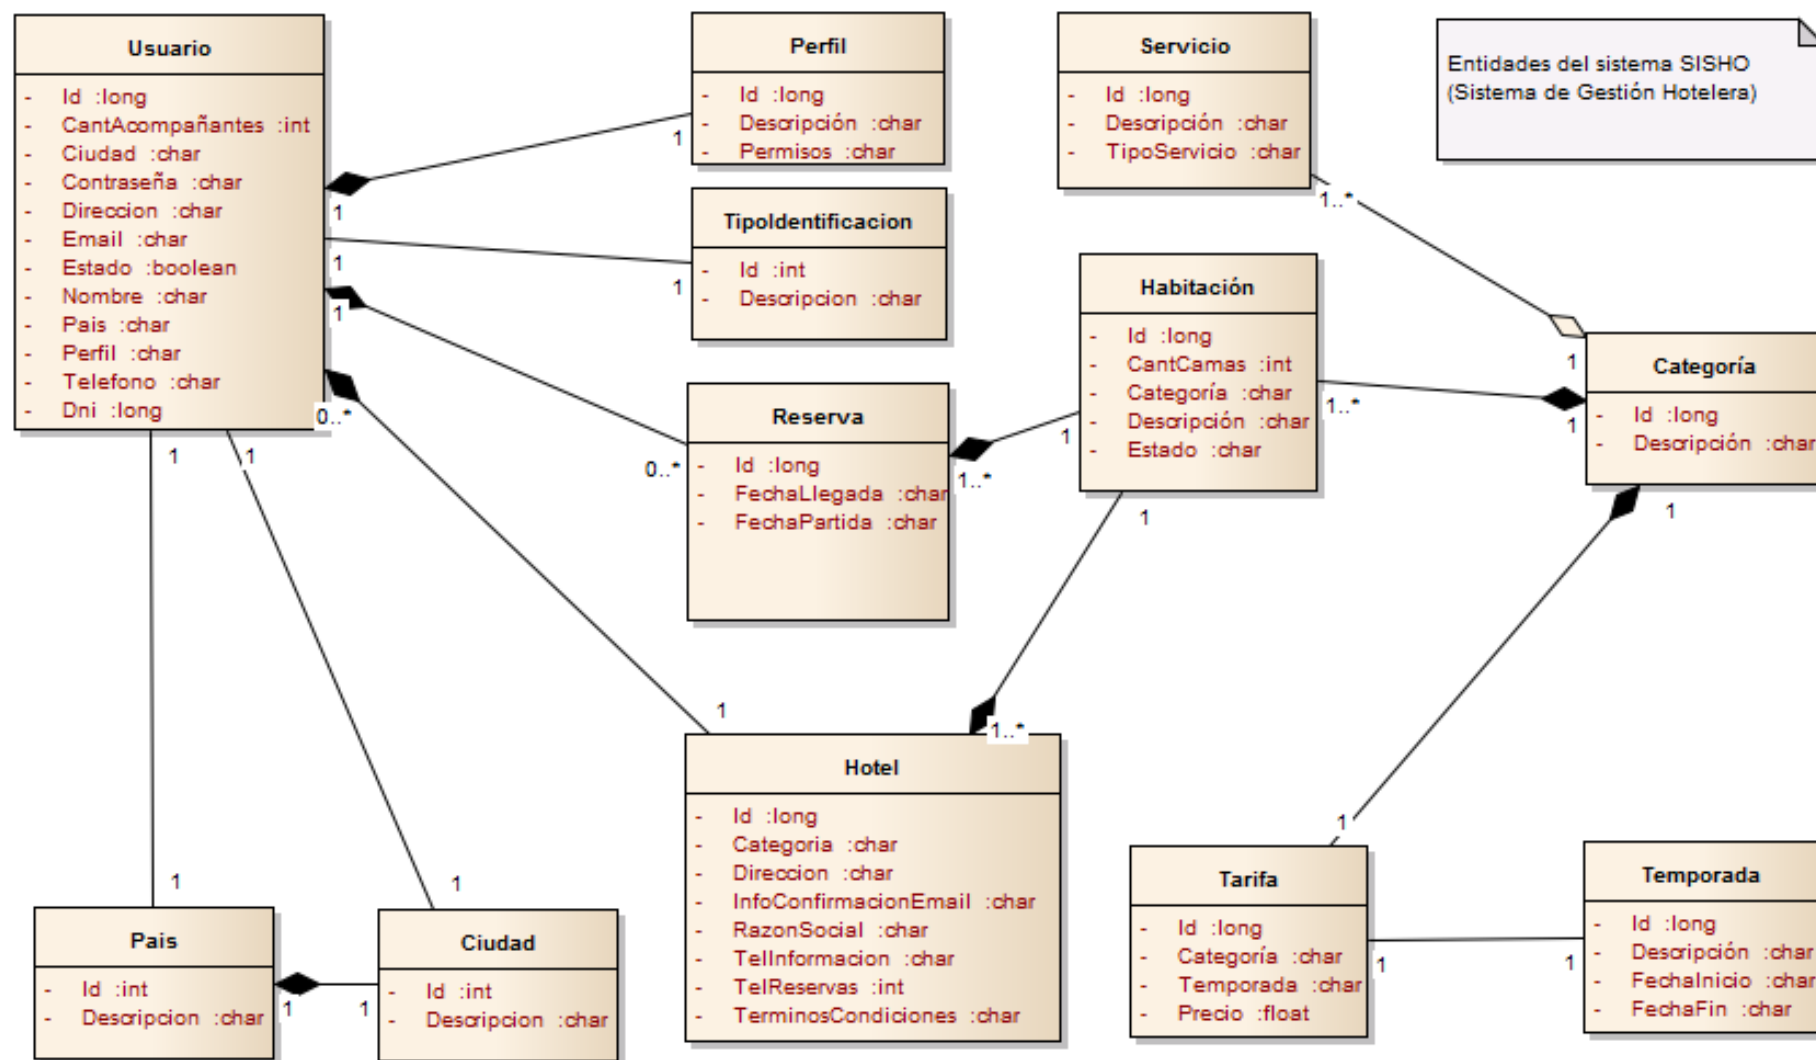 Usuario
- Id :long
- CantAcompañantes :int
- Ciudad :char
- Contraseña :char
- Direccion :char
- Email :char
- Estado :boolean
- Nombre :char
- Pais :char
- Perfil :char
- Telefono :char
- Dni :long
Perfil
- Id :long
- Descripción :char
- Permisos :char
Servicio
- Id :long
- Descripción :char
- TipoServicio :char
Entidades del sistema SISHO
(Sistema de Gestión Hotelera)
1
1
TipoIdentificacion
- Id :int
- Descripcion :char
1
1
1..*
1
Habitación
- Id :long
- CantCamas :int
- Categoría :char
- Descripción :char
- Estado :char
Categoría
- Id :long
- Descripción :char
1..*
1
Reserva
- Id :long
- FechaLlegada :char
- FechaPartida :char
1
0..*
1..*
1
0..*
1
1
1..*
1
1
Hotel
- Id :long
- Categoria :char
- Direccion :char
- InfoConfirmacionEmail :char
- RazonSocial :char
- TelInformacion :char
- TelReservas :int
- TerminosCondiciones :char
1
1
1
1
Pais
- Id :int
- Descripcion :char
1
1
Ciudad
- Id :int
- Descripcion :char
Tarifa
- Id :long
- Categoría :char
- Temporada :char
- Precio :float
1
1
Temporada
- Id :long
- Descripción :char
- FechaInicio :char
- FechaFin :char